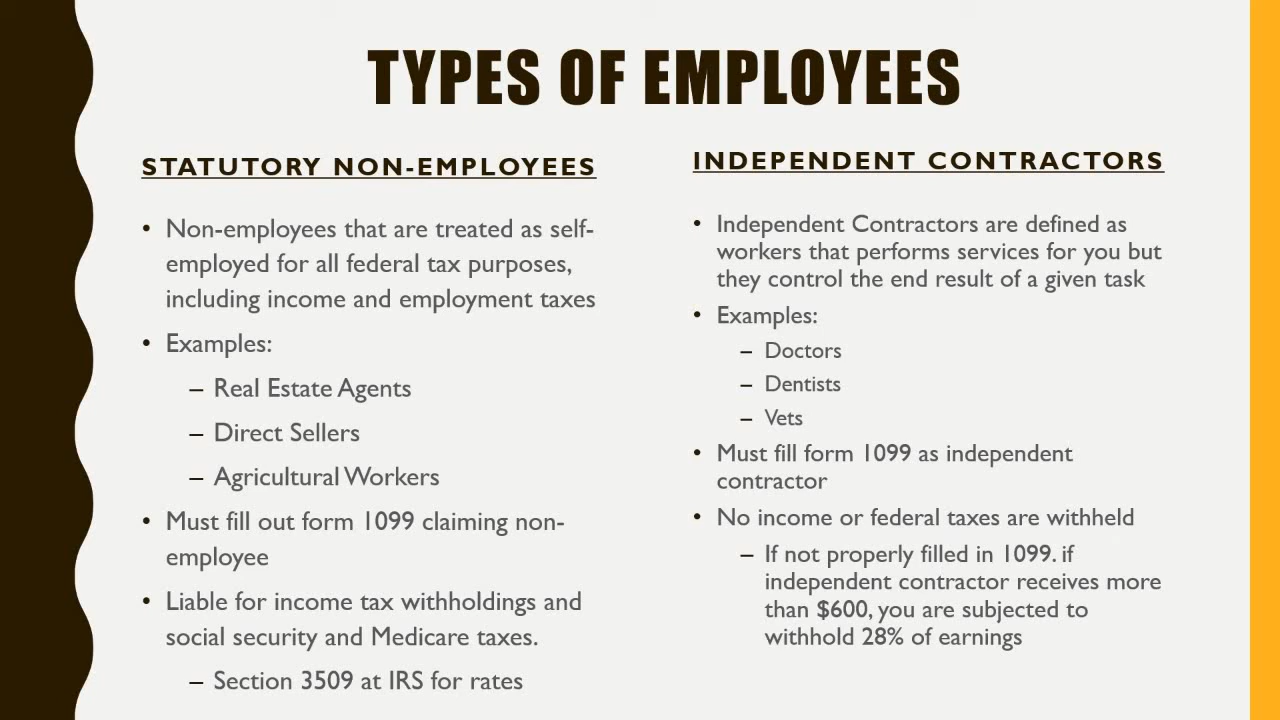 TYPES OF EMPLOYEES
STATUTORY NON-EMPLOYEES
• Non-employees that are treated as self-
employed for all federal tax purposes,
including income and employment taxes
• Examples:
– Real Estate Agents
– Direct Sellers
– Agricultural Workers
• Must fill out form 1099 claiming non-
employee
• Liable for income tax withholdings and
social security and Medicare taxes.
– Section 3509 at IRS for rates
INDEPENDENT CONTRACTORS
• Independent Contractors are defined as
workers that performs services for you but
they control the end result of a given task
• Examples:
– Doctors
– Dentists
– Vets
• Must fill form 1099 as independent
contractor
• No income or federal taxes are withheld
– If not properly filled in 1099. if
independent contractor receives more
than $600, you are subjected to
withhold 28% of earnings